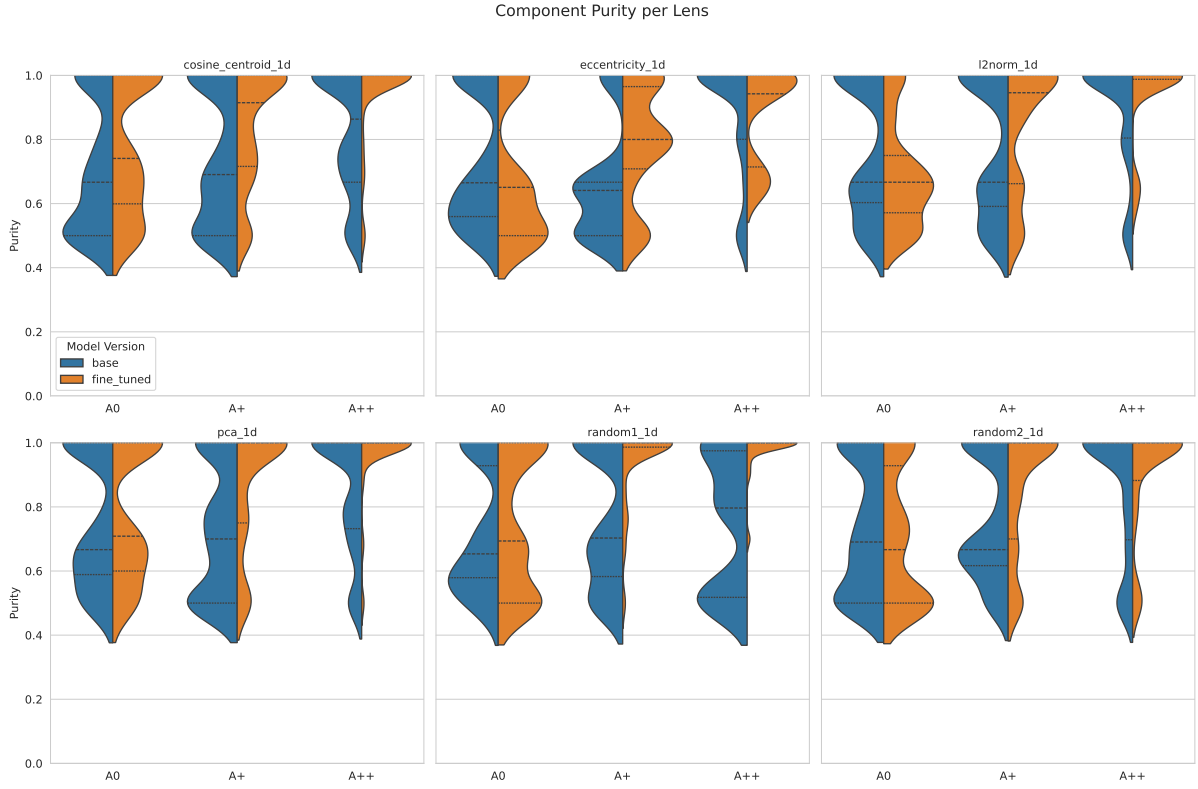 Component Purity per Lens
cosine_centroid_1d
eccentricity_1d
l2norm_1d
Purity
1.0
0.8
0.6
0.4
0.2
0.0
Model Version
base
fine_tuned
A0 A+ A++
A0 A+ A++
A0 A+ A++
pca_1d
random1_1d
random2_1d
Purity
1.0
0.8
0.6
0.4
0.2
0.0
A0 A+ A++
A0 A+ A++
A0 A+ A++